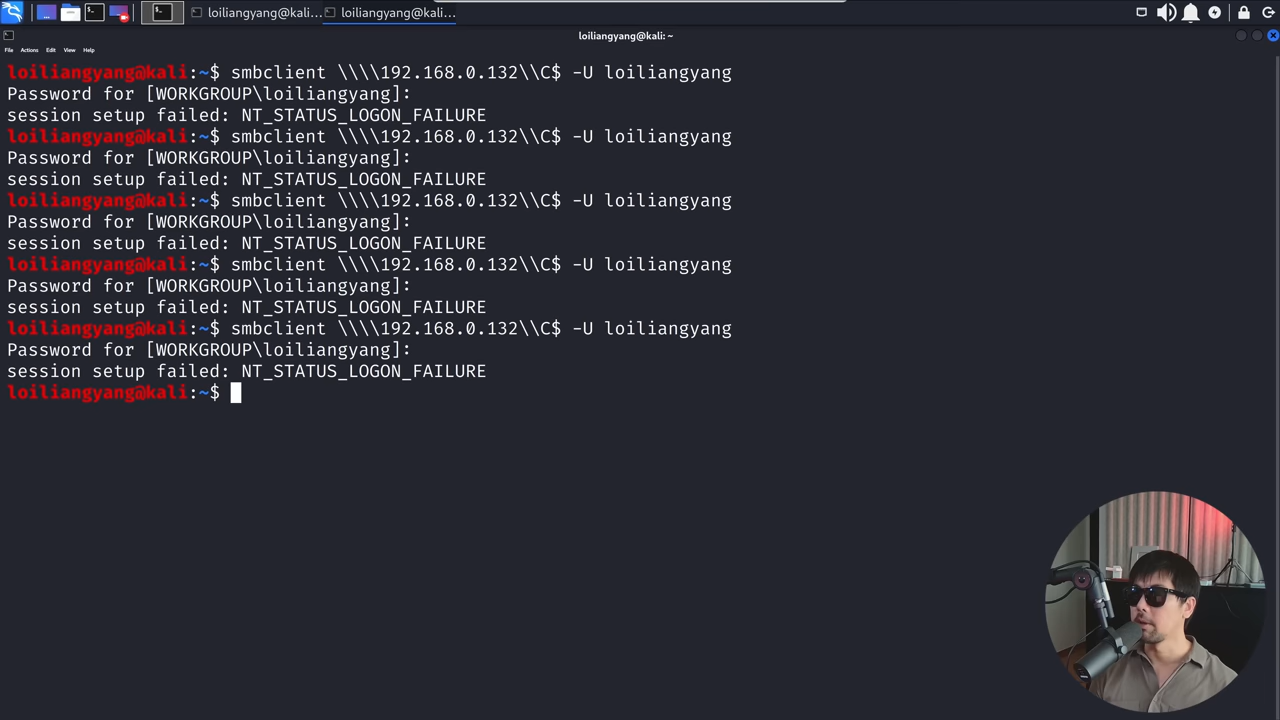 loiliangyang@kali:...
loiliangyang@kali:...
loiliangyang@kali: ~
File Actions Edit View Help
loiliangyang@kali:~$ smbclient \\\\192.168.0.132\\C$ -U loiliangyang
Password for [WORKGROUP\loiliangyang]:
session setup failed: NT_STATUS_LOGON_FAILURE
loiliangyang@kali:~$ smbclient \\\\192.168.0.132\\C$ -U loiliangyang
Password for [WORKGROUP\loiliangyang]:
session setup failed: NT_STATUS_LOGON_FAILURE
loiliangyang@kali:~$ smbclient \\\\192.168.0.132\\C$ -U loiliangyang
Password for [WORKGROUP\loiliangyang]:
session setup failed: NT_STATUS_LOGON_FAILURE
loiliangyang@kali:~$ smbclient \\\\192.168.0.132\\C$ -U loiliangyang
Password for [WORKGROUP\loiliangyang]:
session setup failed: NT_STATUS_LOGON_FAILURE
loiliangyang@kali:~$ smbclient \\\\192.168.0.132\\C$ -U loiliangyang
Password for [WORKGROUP\loiliangyang]:
session setup failed: NT_STATUS_LOGON_FAILURE
loiliangyang@kali:~$